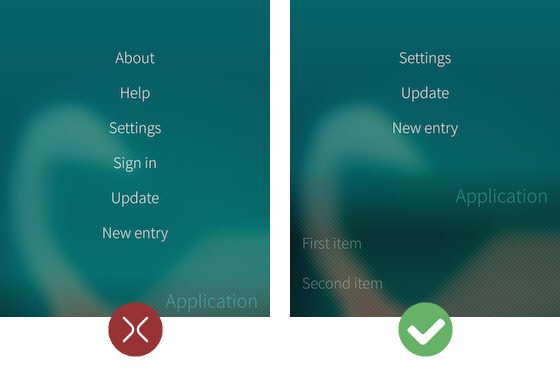 About
Help
Settings
Sign in
Update
New entry
Application
Settings
Update
New entry
Application
First item
Second item